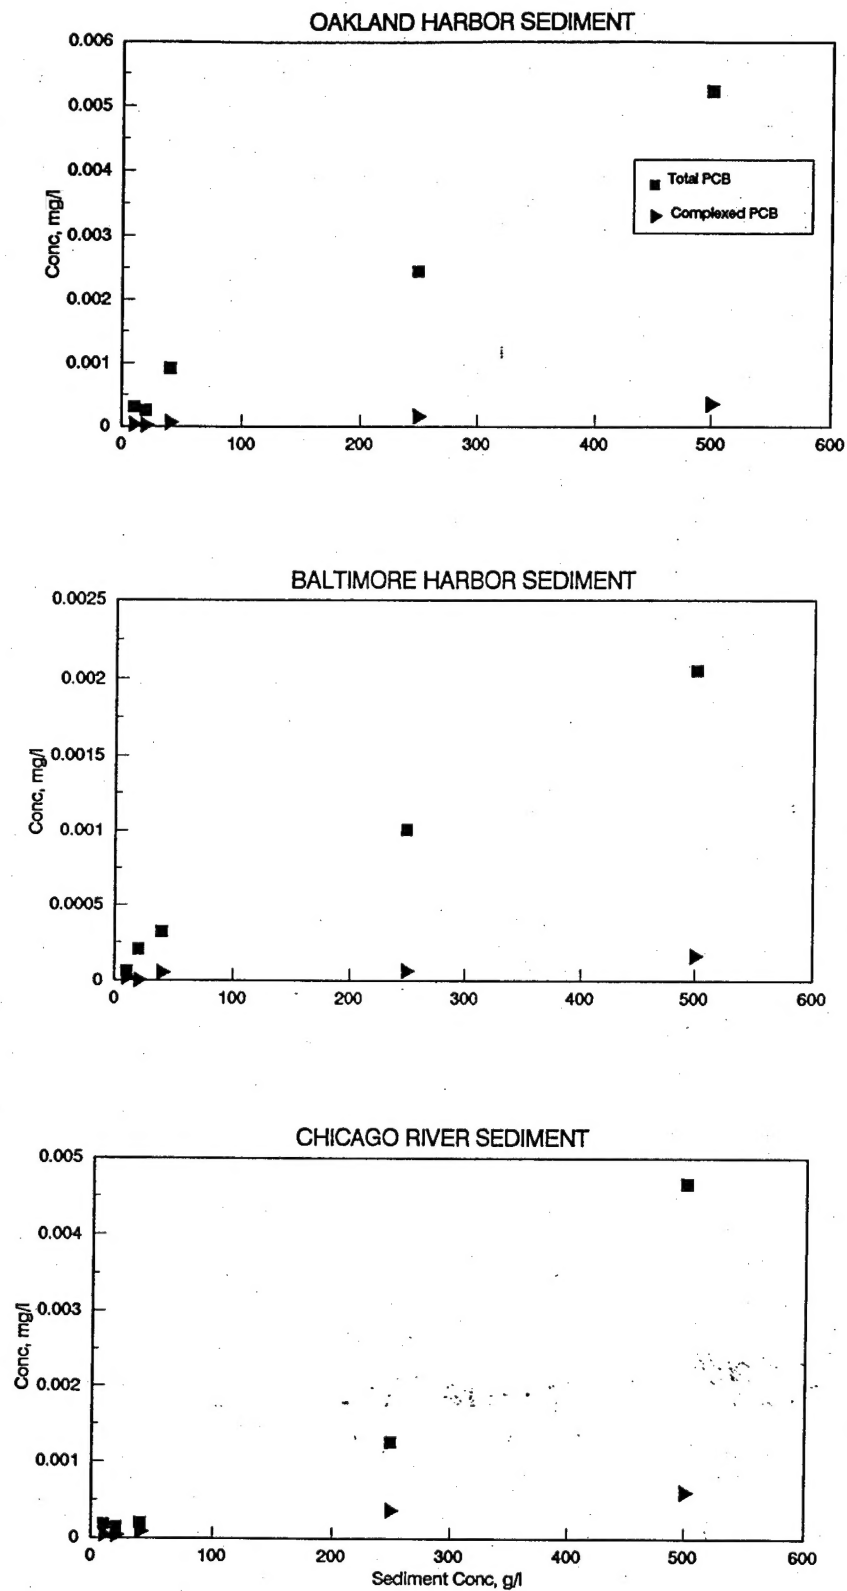 OAKLAND HARBOR SEDIMENT
0.006
0.005
0.004
0.003
0.002
0.001
0
Conc, mg/l
Total PCB
Complexed PCB
0 100 200 300 400 500 600
BALTIMORE HARBOR SEDIMENT
0.0025
0.002
0.0015
0.001
0.0005
0
Conc, mg/l
0 100 200 300 400 500 600
CHICAGO RIVER SEDIMENT
0.005
0.004
0.003
0.002
0.001
0
Conc, mg/l
0 100 200 300 400 500 600
Sediment Conc, g/l